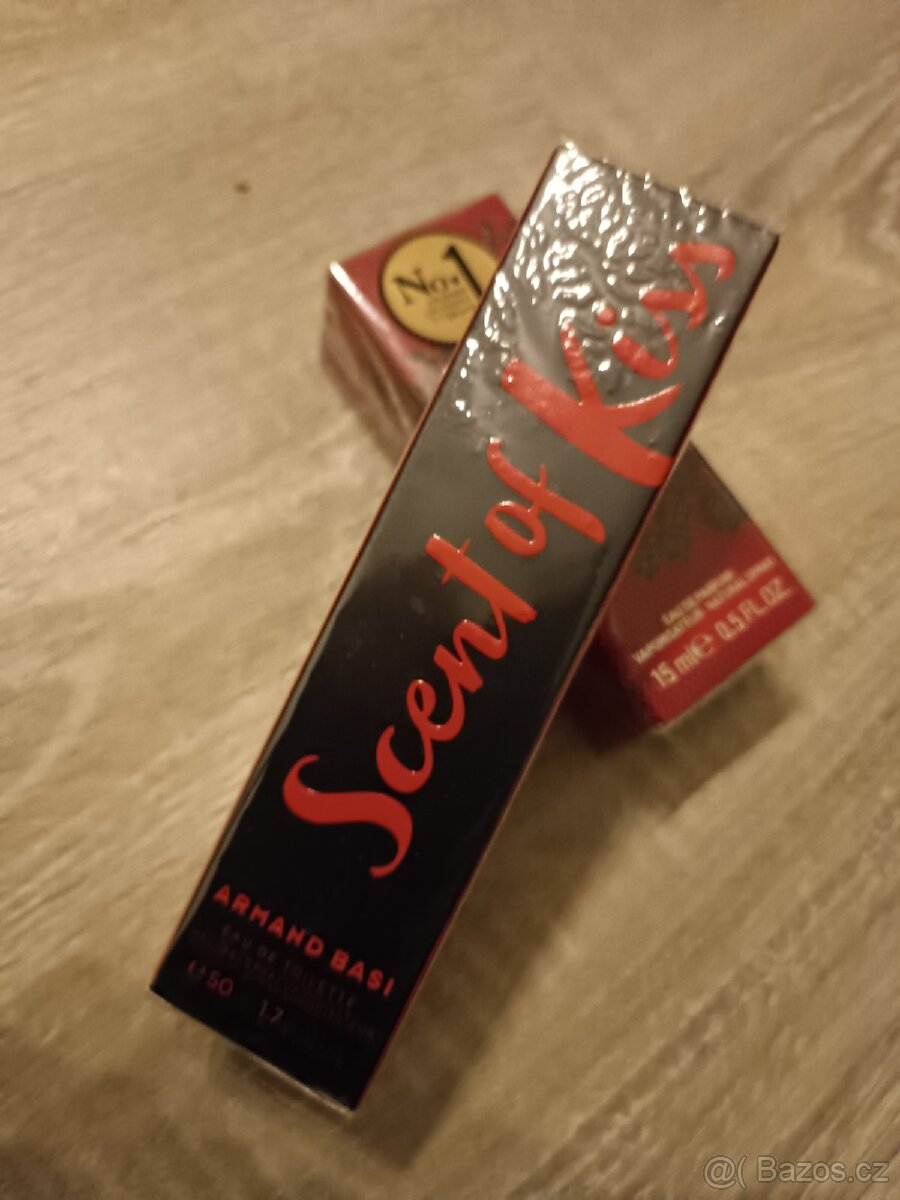 No.1
Scent of Kiss
EAU DE PARFUM
VAPORISATEUR NATURAL SPRAY
15 ml ℮ 0.5 FL.OZ.
ARMAND BASI
EAU DE TOILETTE
℮ 50 1.7
@( Bazos.cz